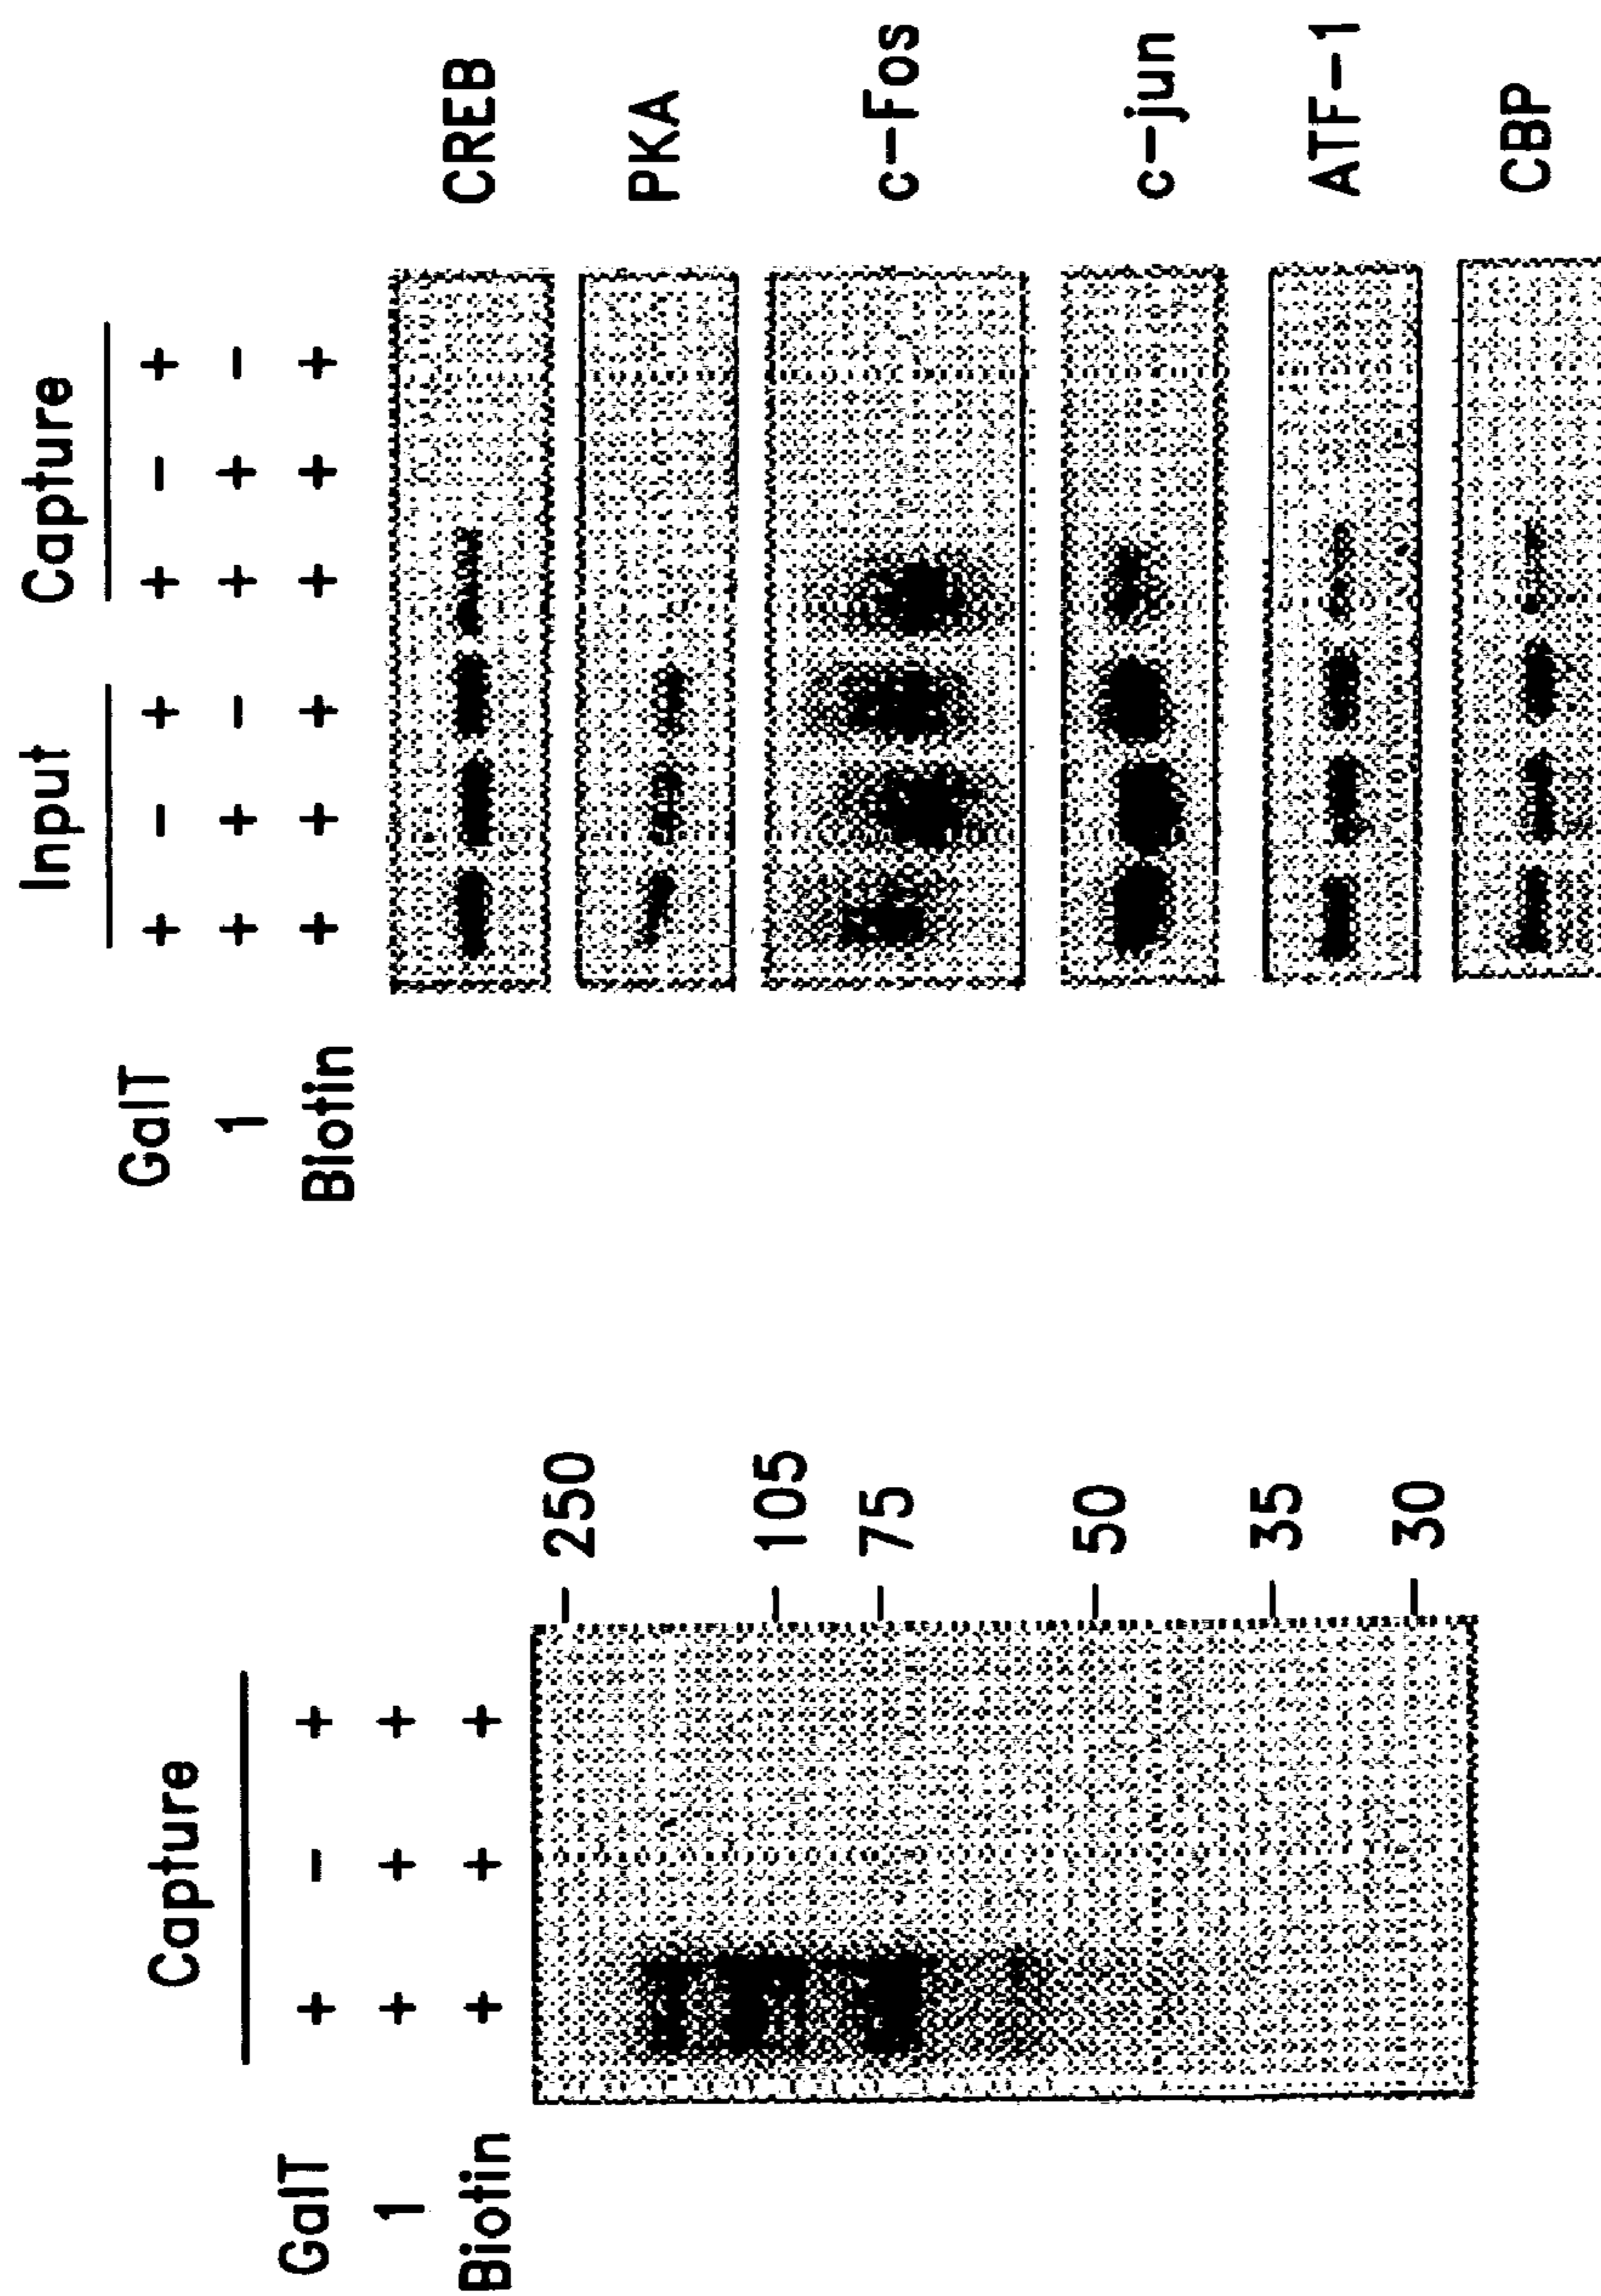 Capture
GalT + - +
1 + + +
Biotin + + +
- 250
- 105
- 75
- 50
- 35
- 30
Input Capture
GalT + - + + - +
1 + + - + + -
Biotin + + + + + +
CREB
PKA
c-Fos
c-jun
ATF-1
CBP